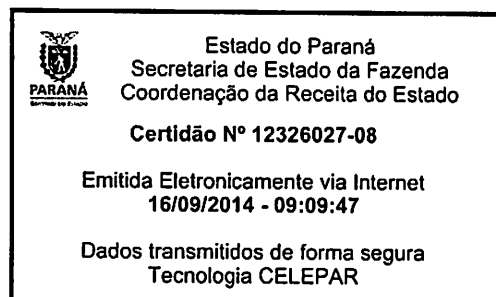 Estado do Paraná
Secretaria de Estado da Fazenda
Coordenação da Receita do Estado
PARANÁ
Certidão Nº 12326027-08
Emitida Eletronicamente via Internet
16/09/2014 - 09:09:47
Dados transmitidos de forma segura
Tecnologia CELEPAR